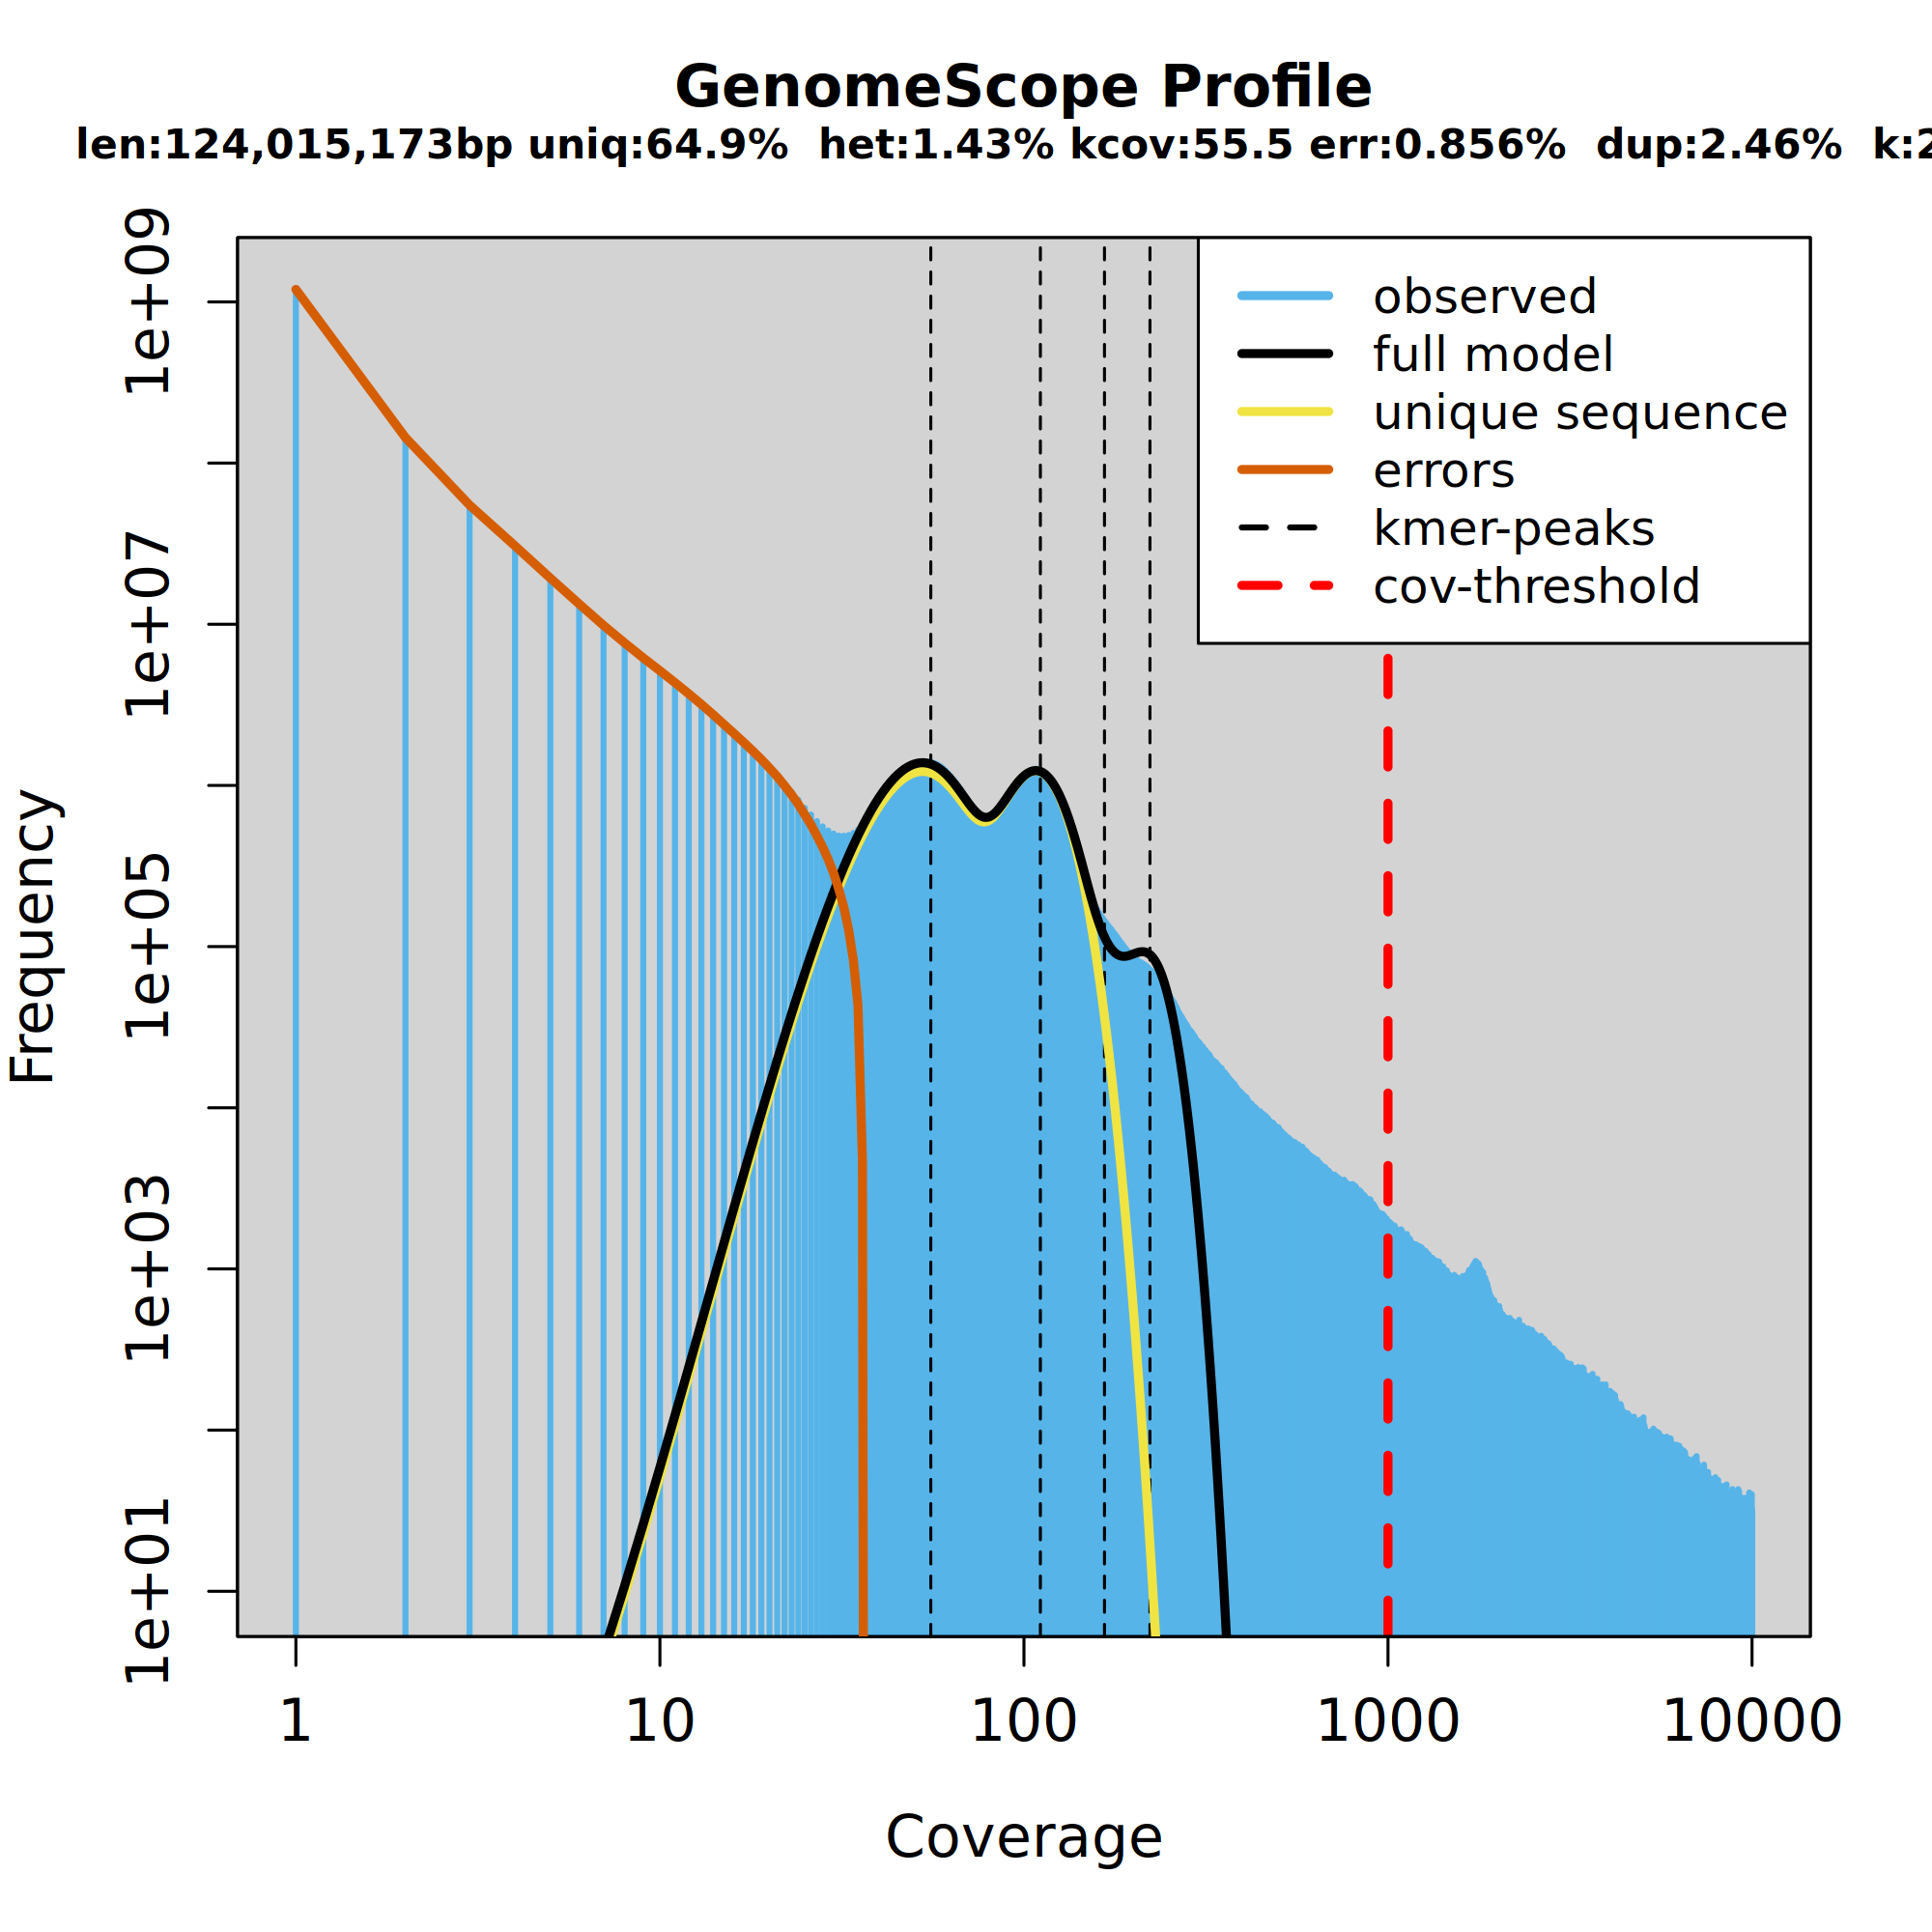 GenomeScope Profile
len:124,015,173bp uniq:64.9% het:1.43% kcov:55.5 err:0.856% dup:2.46% k:2
observed
full model
unique sequence
errors
kmer-peaks
cov-threshold
Frequency
1e+09
1e+07
1e+05
1e+03
1e+01
1 10 100 1000 10000
Coverage